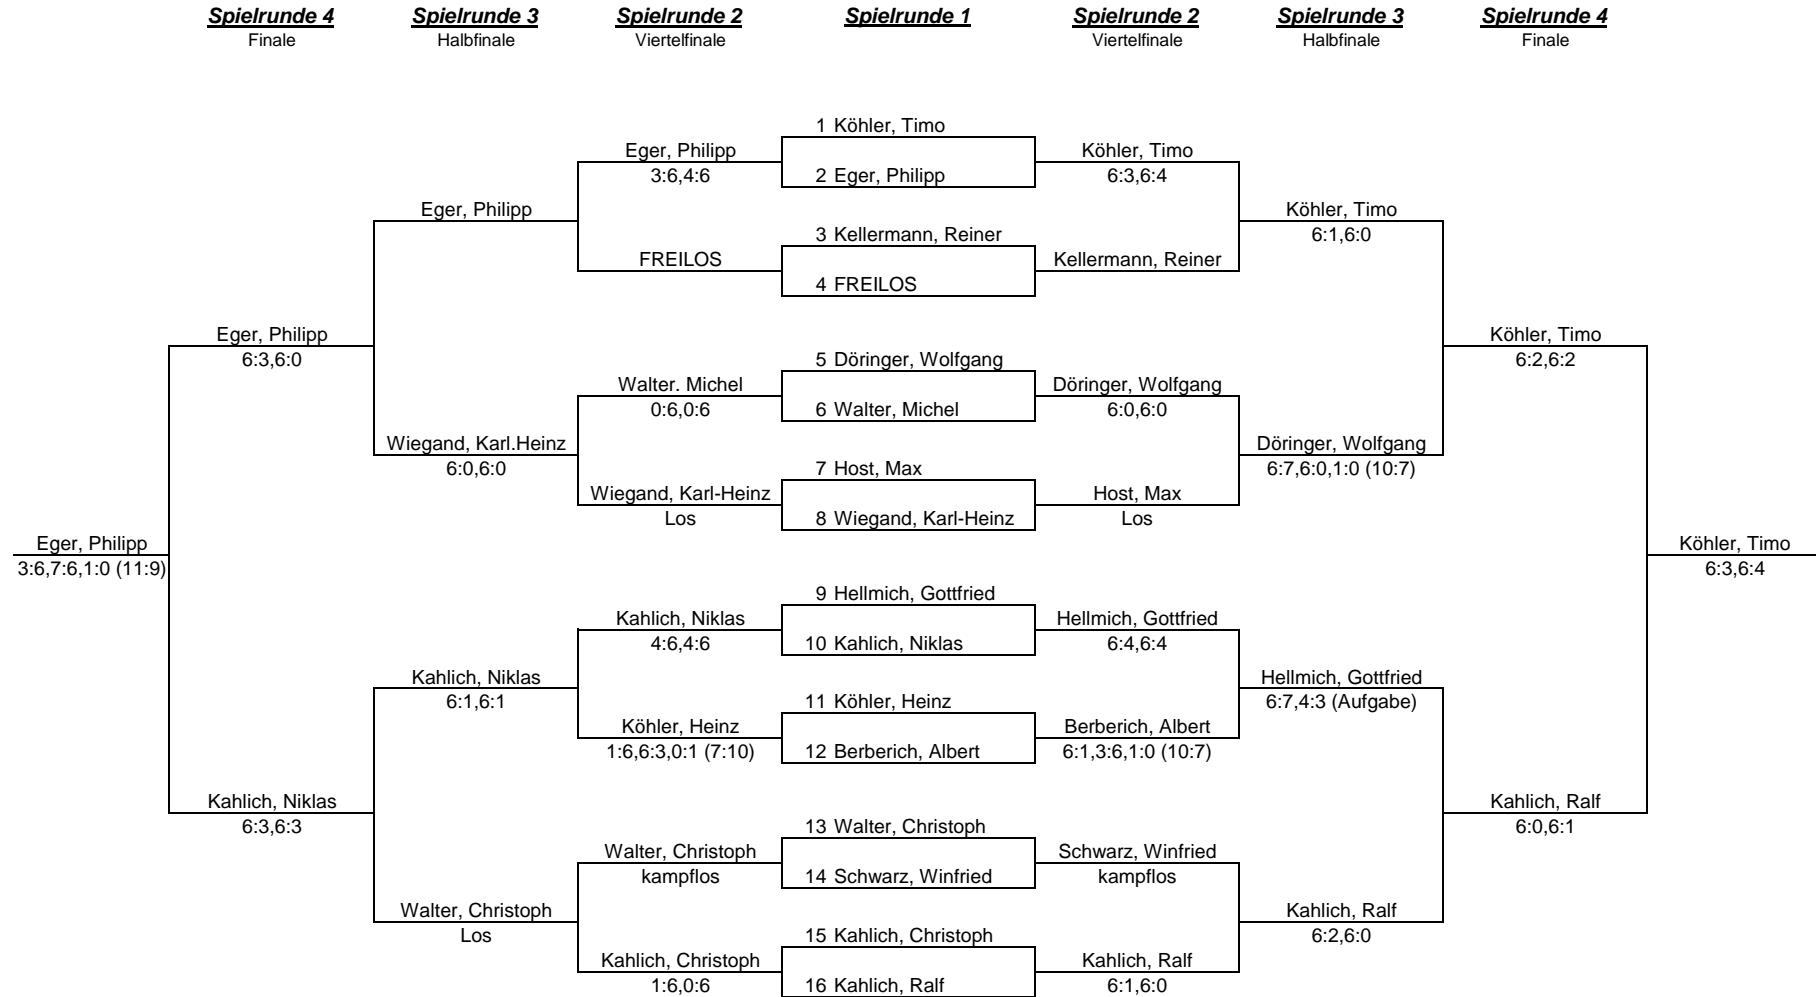 Spielrunde 4 Spielrunde 3 Spielrunde 2 Spielrunde 1 Spielrunde 2 Spielrunde 3 Spielrunde 4
Finale Halbfinale Viertelfinale Viertelfinale Halbfinale Finale
1 Köhler, Timo
Eger, Philipp Köhler, Timo
3:6,4:6 2 Eger, Philipp 6:3,6:4
Eger, Philipp Köhler, Timo
3 Kellermann, Reiner 6:1,6:0
FREILOS Kellermann, Reiner
4 FREILOS
Eger, Philipp Köhler, Timo
6:3,6:0 5 Döringer, Wolfgang 6:2,6:2
Walter. Michel Döringer, Wolfgang
0:6,0:6 6 Walter, Michel 6:0,6:0
Wiegand, Karl.Heinz Döringer, Wolfgang
6:0,6:0 7 Host, Max 6:7,6:0,1:0 (10:7)
Wiegand, Karl-Heinz Host, Max
Los 8 Wiegand, Karl-Heinz Los
Eger, Philipp Köhler, Timo
3:6,7:6,1:0 (11:9) 6:3,6:4
9 Hellmich, Gottfried
Kahlich, Niklas Hellmich, Gottfried
4:6,4:6 10 Kahlich, Niklas 6:4,6:4
Kahlich, Niklas Hellmich, Gottfried
6:1,6:1 11 Köhler, Heinz 6:7,4:3 (Aufgabe)
Köhler, Heinz Berberich, Albert
1:6,6:3,0:1 (7:10) 12 Berberich, Albert 6:1,3:6,1:0 (10:7)
Kahlich, Niklas Kahlich, Ralf
6:3,6:3 13 Walter, Christoph 6:0,6:1
Walter, Christoph Schwarz, Winfried
kampflos 14 Schwarz, Winfried kampflos
Walter, Christoph Kahlich, Ralf
Los 15 Kahlich, Christoph 6:2,6:0
Kahlich, Christoph Kahlich, Ralf
1:6,0:6 16 Kahlich, Ralf 6:1,6:0